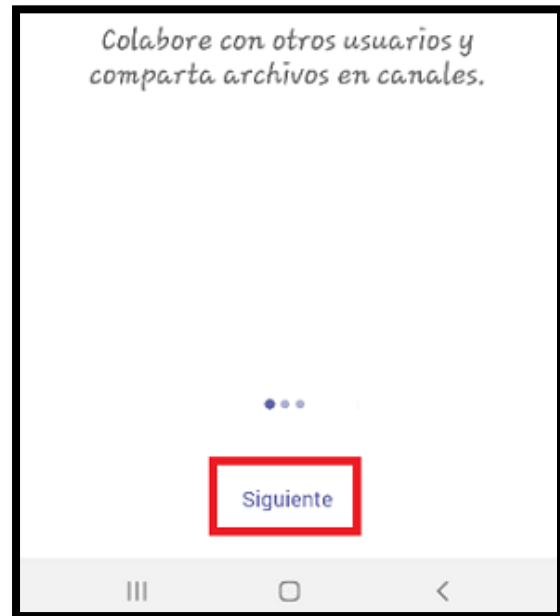 Colabore con otros usuarios y
comparta archivos en canales.
Siguiente